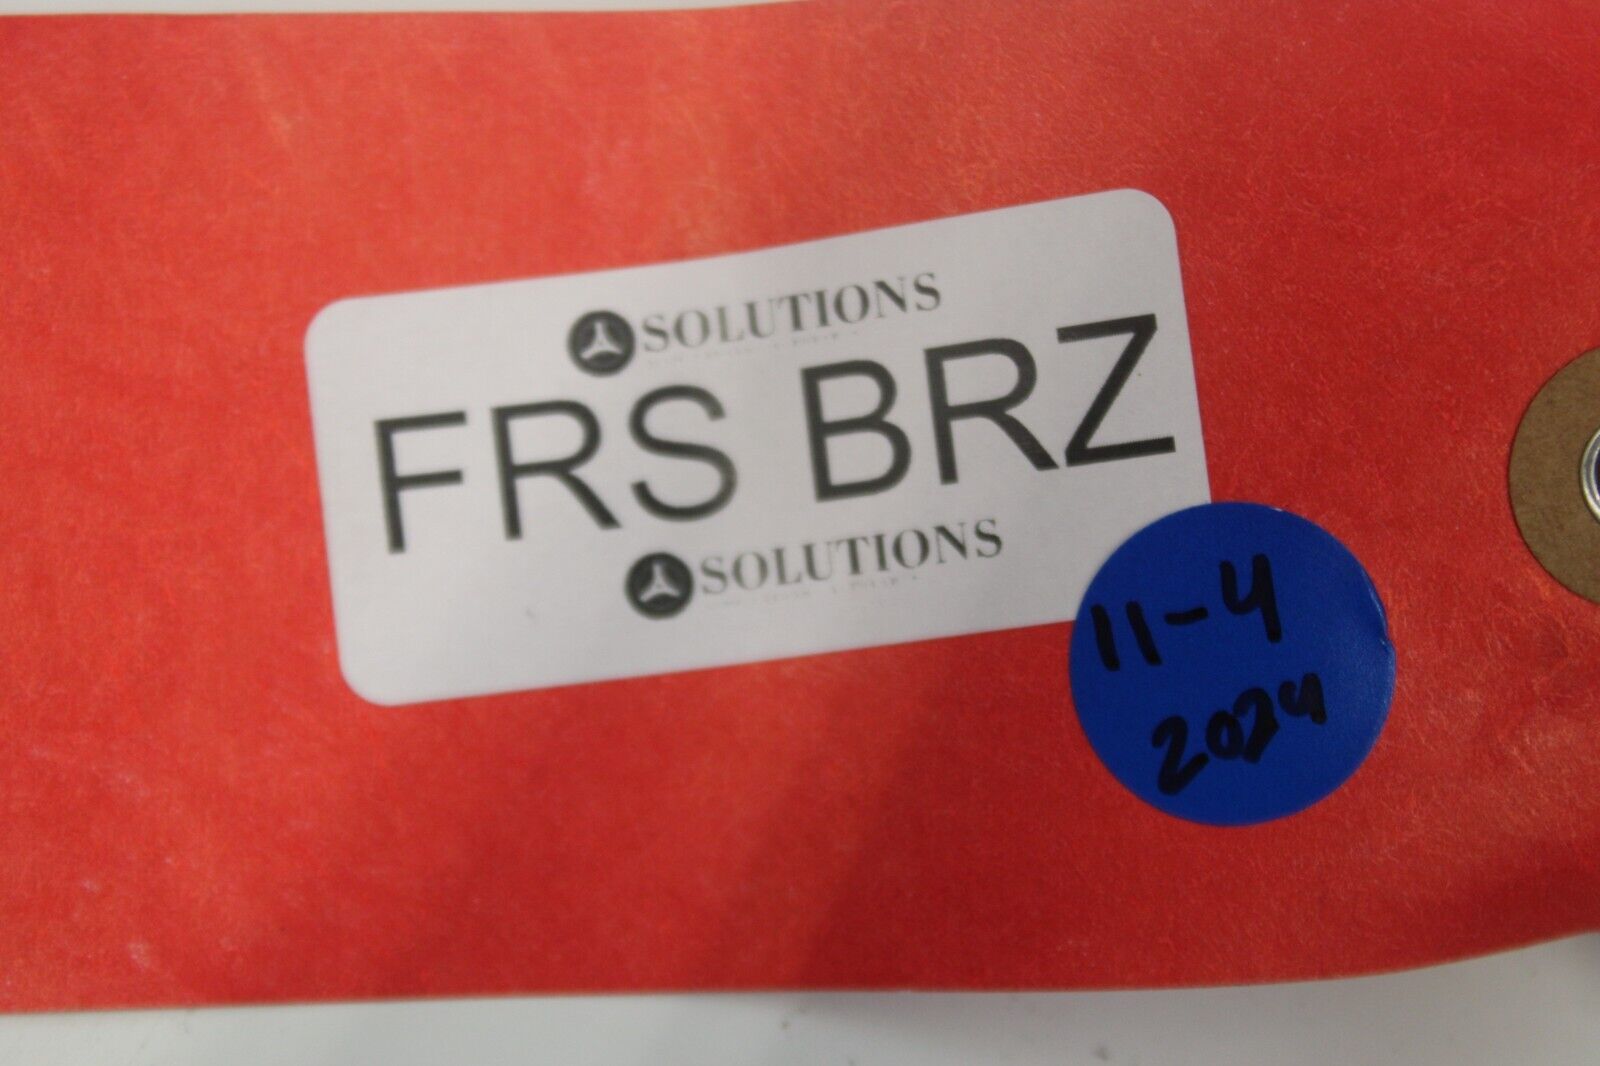 SOLUTIONS
FRS BRZ
SOLUTIONS
11-4
2024